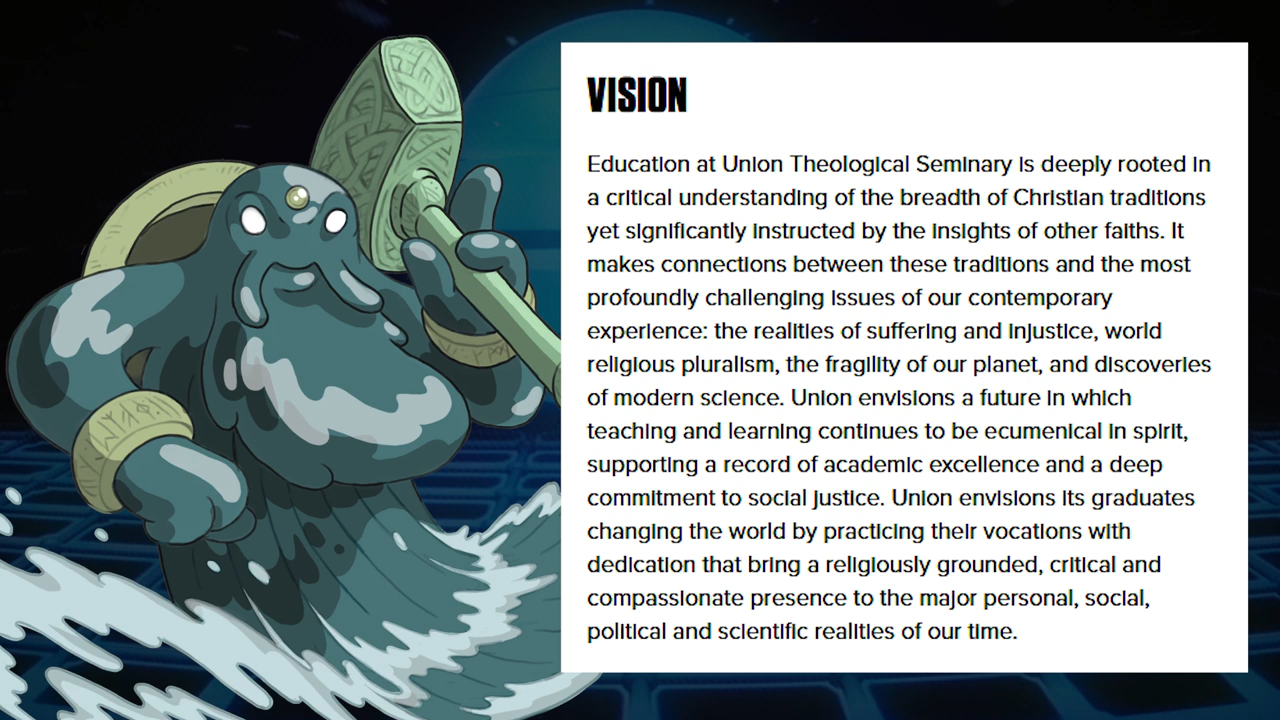 VISION
Education at Union Theological Seminary is deeply rooted in
a critical understanding of the breadth of Christian traditions
yet significantly instructed by the insights of other faiths. It
makes connections between these traditions and the most
profoundly challenging issues of our contemporary
experience: the realities of suffering and injustice, world
religious pluralism, the fragility of our planet, and discoveries
of modern science. Union envisions a future in which
teaching and learning continues to be ecumenical in spirit,
supporting a record of academic excellence and a deep
commitment to social justice. Union envisions its graduates
changing the world by practicing their vocations with
dedication that bring a religiously grounded, critical and
compassionate presence to the major personal, social,
political and scientific realities of our time.